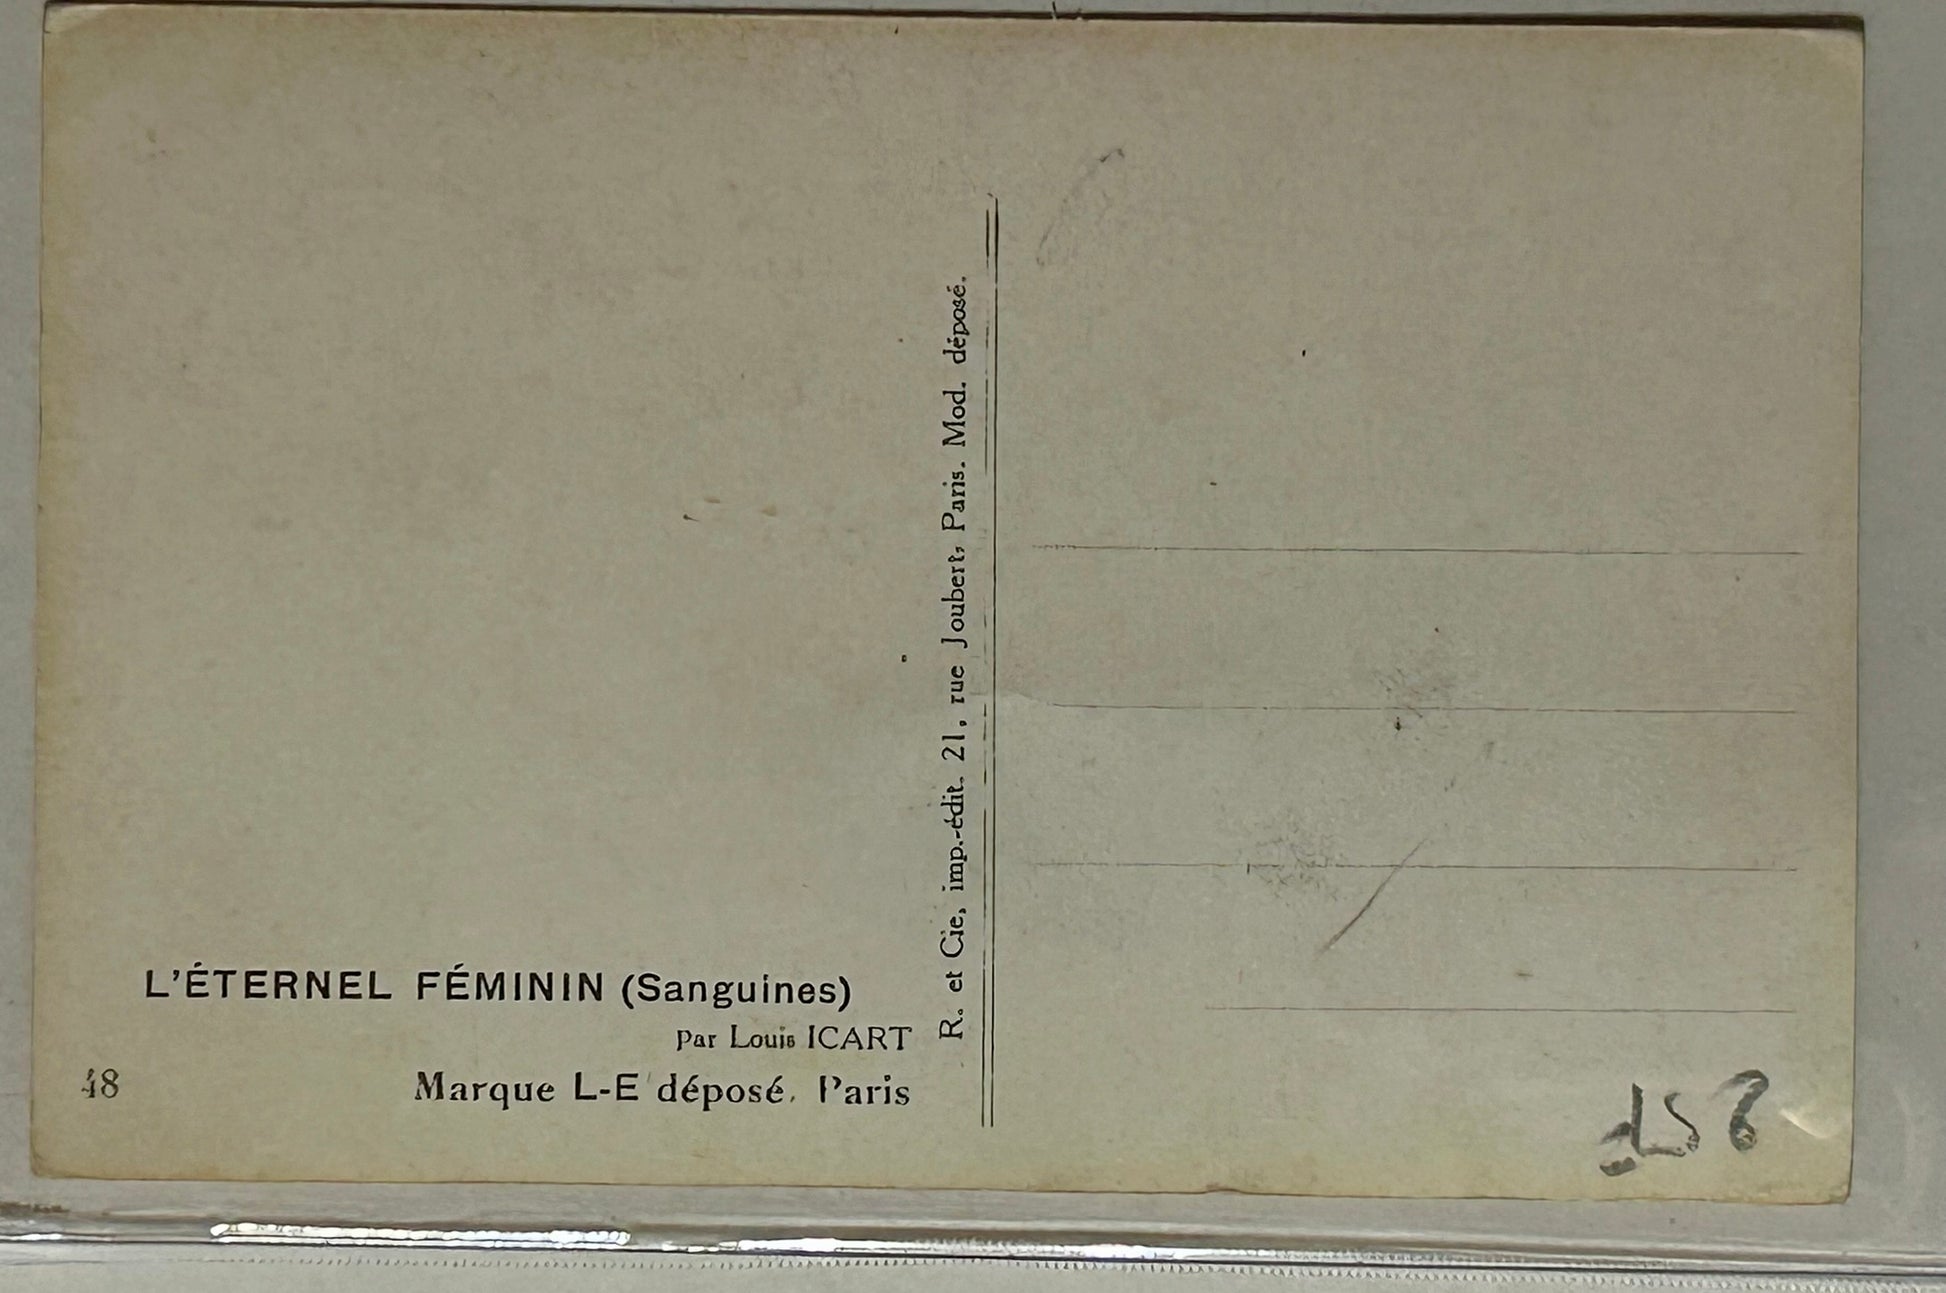 L'ÉTERNEL FÉMININ (Sanguines)
par Louis ICART
48
Marque L-E déposé. Paris
R. et Cie, imp.-édit. 21, rue Joubert, Paris. Mod. déposé.